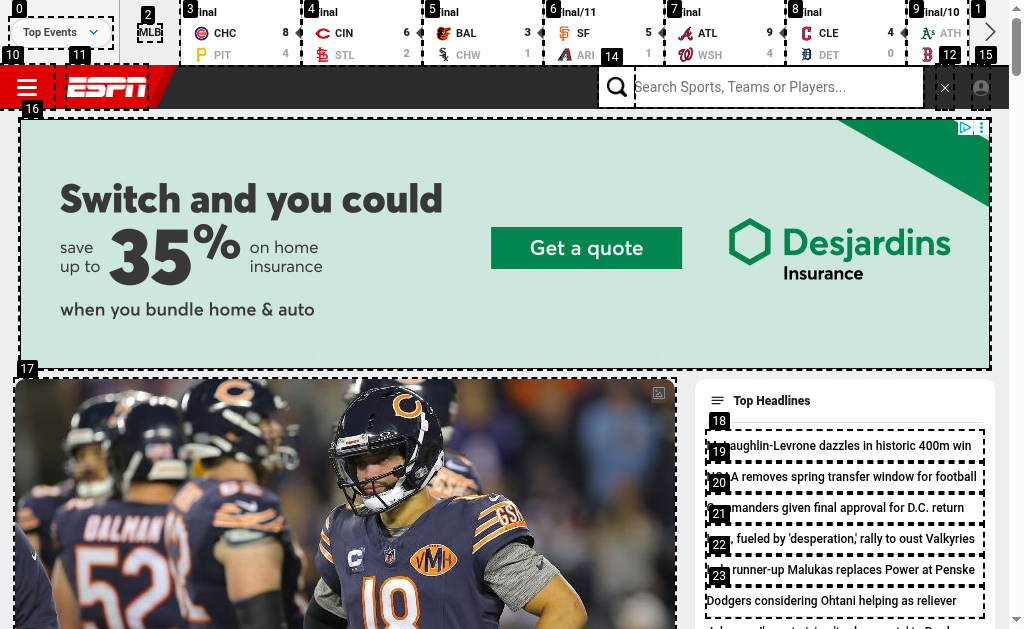 0
2
3
4
5
6
7
8
9
1
Top Events
MLB
Final
CHC 8
PIT 4
Final
CIN 6
STL 2
Final
BAL 3
CHW 1
Final/11
SF 5
ARI 1
Final
ATL 9
WSH 4
Final
CLE 4
DET 0
Final/10
ATH
10
11
14
12
15
ESPN
Search Sports, Teams or Players...
16
Switch and you could
save up to 35% on home insurance
when you bundle home & auto
Get a quote
Desjardins
Insurance
17
DALMAN
52
C
VMH
GSH
18
Top Headlines
18
McLaughlin-Levrone dazzles in historic 400m win
19
NCAA removes spring transfer window for football
20
Commanders given final approval for D.C. return
21
fueled by 'desperation,' rally to oust Valkyries
22
runner-up Malukas replaces Power at Penske
23
Dodgers considering Ohtani helping as reliever